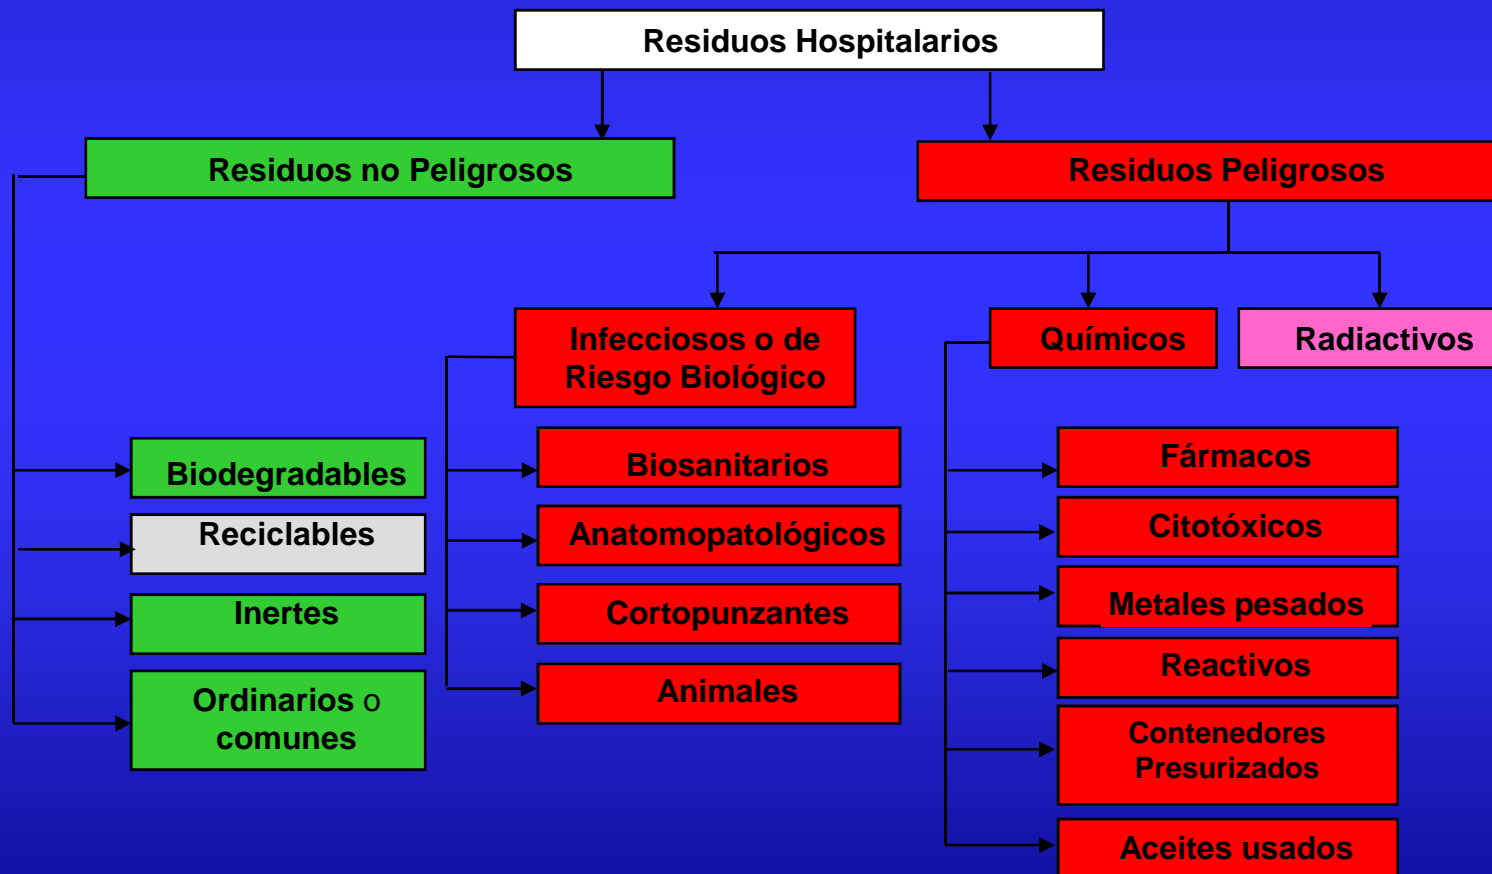 Residuos Hospitalarios
Residuos no Peligrosos
Residuos Peligrosos
Infecciosos o de
Riesgo Biológico
Químicos
Radiactivos
Biodegradables
Reciclables
Inertes
Ordinarios o
comunes
Biosanitarios
Anatomopatológicos
Cortopunzantes
Animales
Fármacos
Citotóxicos
Metales pesados
Reactivos
Contenedores
Presurizados
Aceites usados